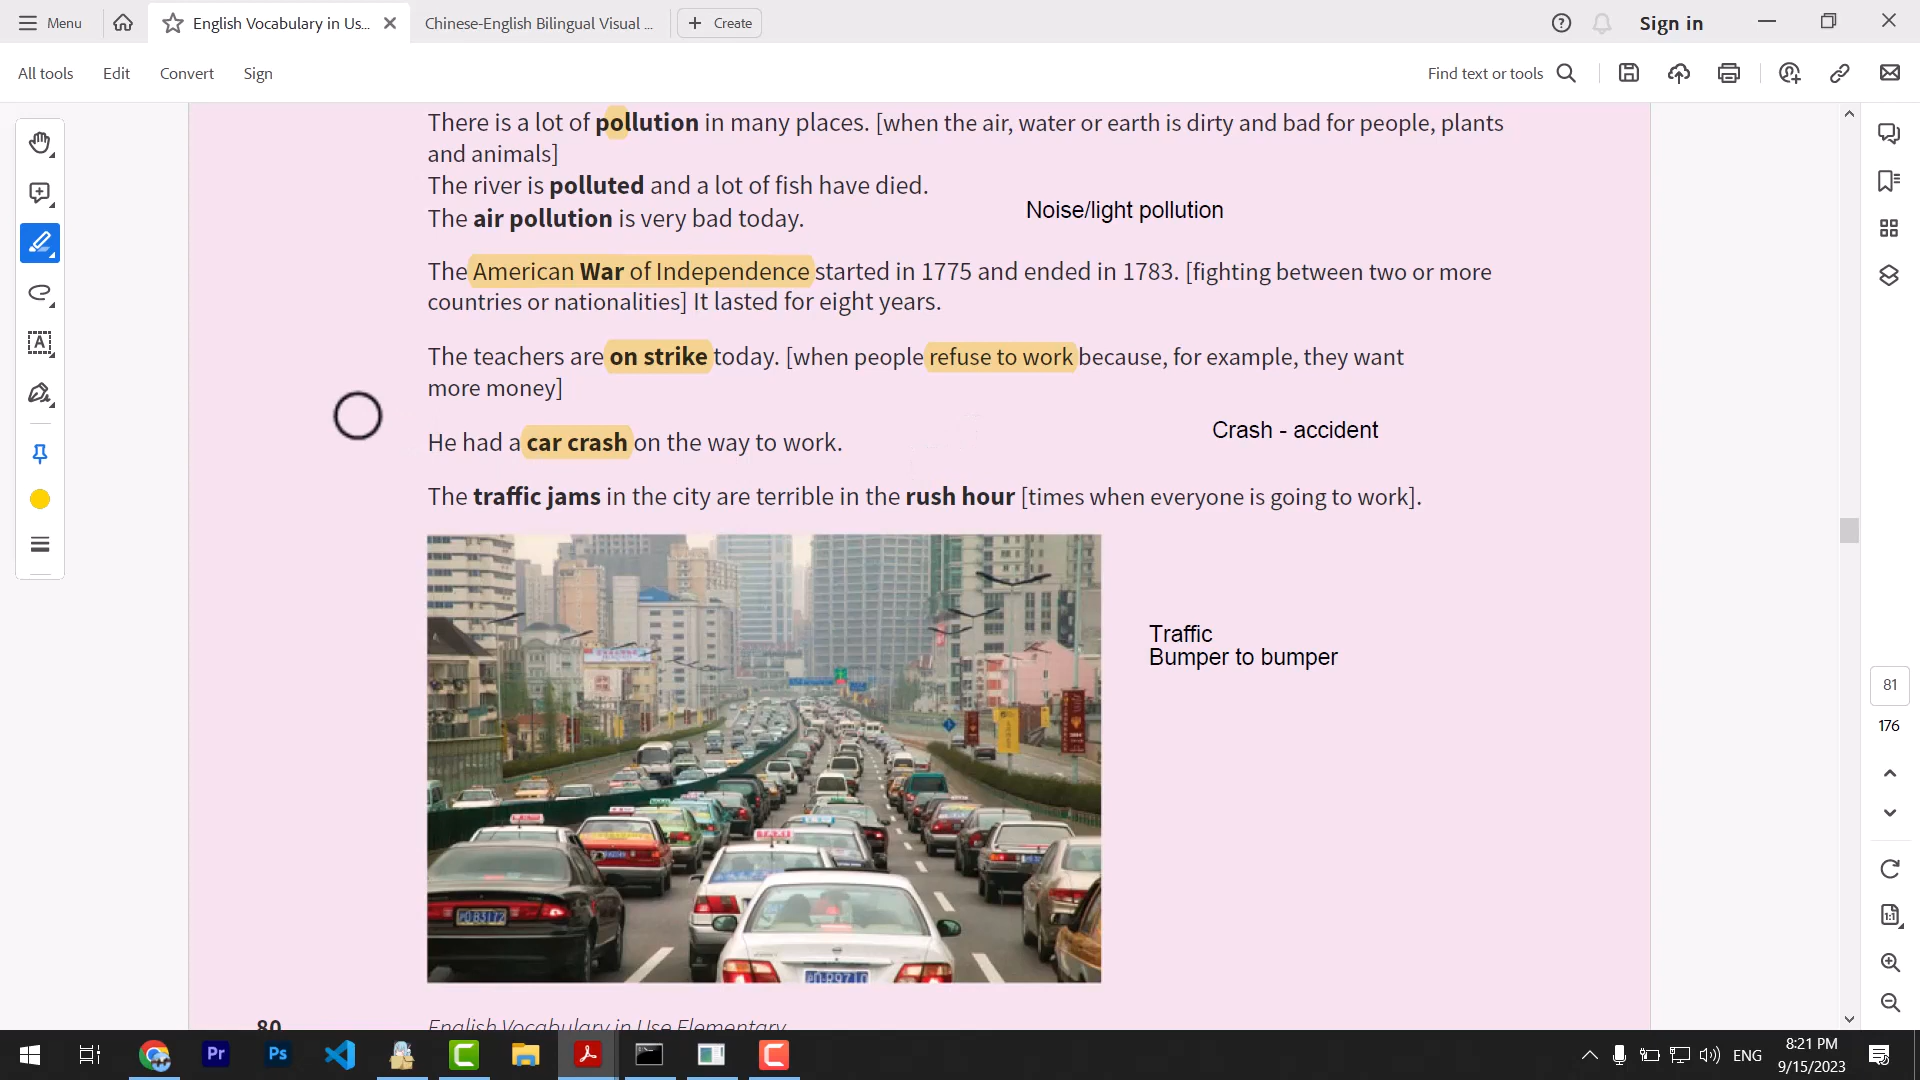 Menu
English Vocabulary in Us...
Chinese-English Bilingual Visual ...
Create
Sign in
All tools
Edit
Convert
Sign
Find text or tools
There is a lot of pollution in many places. [when the air, water or earth is dirty and bad for people, plants
and animals]
The river is polluted and a lot of fish have died.
The air pollution is very bad today.
Noise/light pollution
The American War of Independence started in 1775 and ended in 1783. [fighting between two or more
countries or nationalities] It lasted for eight years.
The teachers are on strike today. [when people refuse to work because, for example, they want
more money]
He had a car crash on the way to work.
Crash - accident
The traffic jams in the city are terrible in the rush hour [times when everyone is going to work].
Traffic
Bumper to bumper
TAXI
80
English Vocabulary in Use Elementary
81
176
Pr
Ps
ENG
8:21 PM
9/15/2023